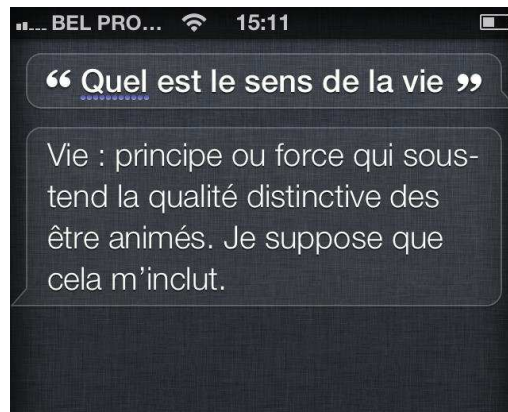 BEL PRO... 15:11
“ Quel est le sens de la vie ”
Vie : principe ou force qui sous-
tend la qualité distinctive des
être animés. Je suppose que
cela m’inclut.